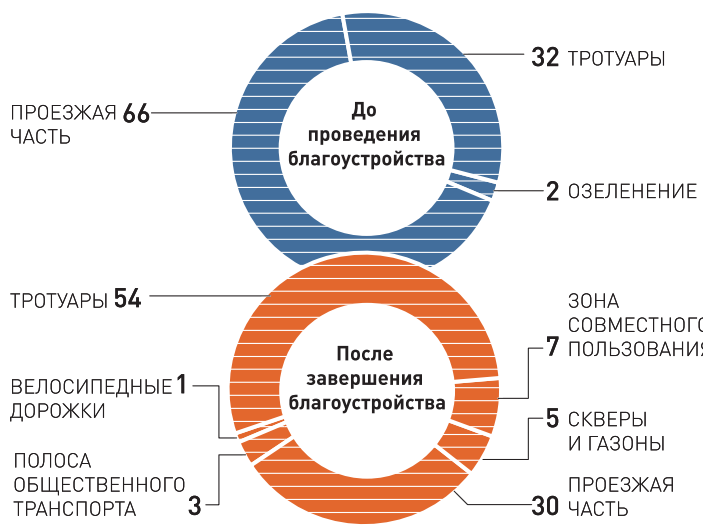 32 ТРОТУАРЫ
ПРОЕЗЖАЯ 66
ЧАСТЬ
До
проведения
благоустройства
2 ОЗЕЛЕНЕНИЕ
ТРОТУАРЫ 54
ЗОНА
СОВМЕСТНОГО
7 ПОЛЬЗОВАНИЯ
После
завершения
благоустройства
ВЕЛОСИПЕДНЫЕ 1
ДОРОЖКИ
5 СКВЕРЫ
И ГАЗОНЫ
ПОЛОСА
ОБЩЕСТВЕННОГО
ТРАНСПОРТА 3
30 ПРОЕЗЖАЯ
ЧАСТЬ